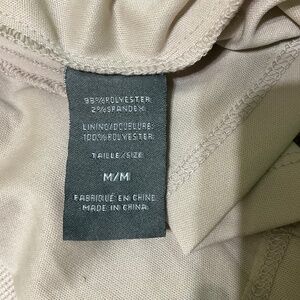 98%POLYESTER
2%SPANDEX
LINING/DOUBLURE:
100%POLYESTER
TAILLE/SIZE
M/M
FABRIQUÉ EN CHINE
MADE IN CHINA